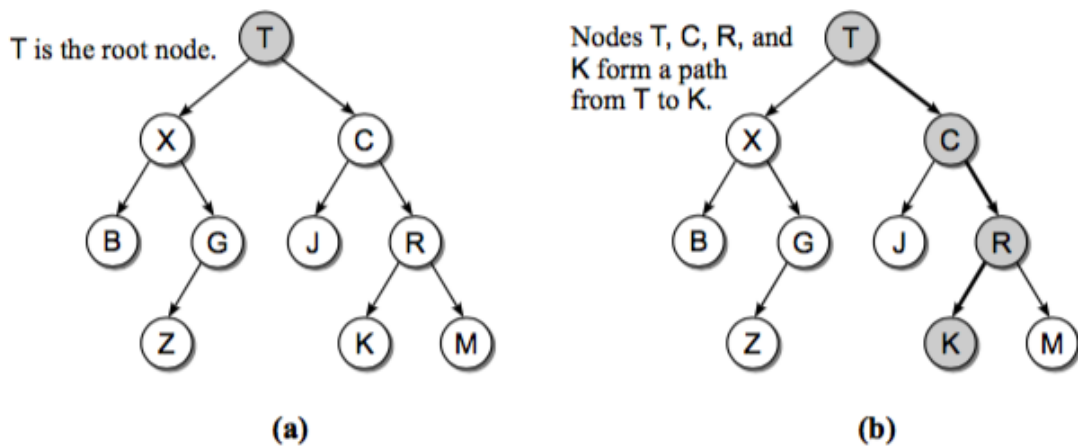 T is the root node.
T
X
C
B
G
J
R
Z
K
M
(a)
Nodes T, C, R, and
K form a path
from T to K.
T
X
C
B
G
J
R
Z
K
M
(b)